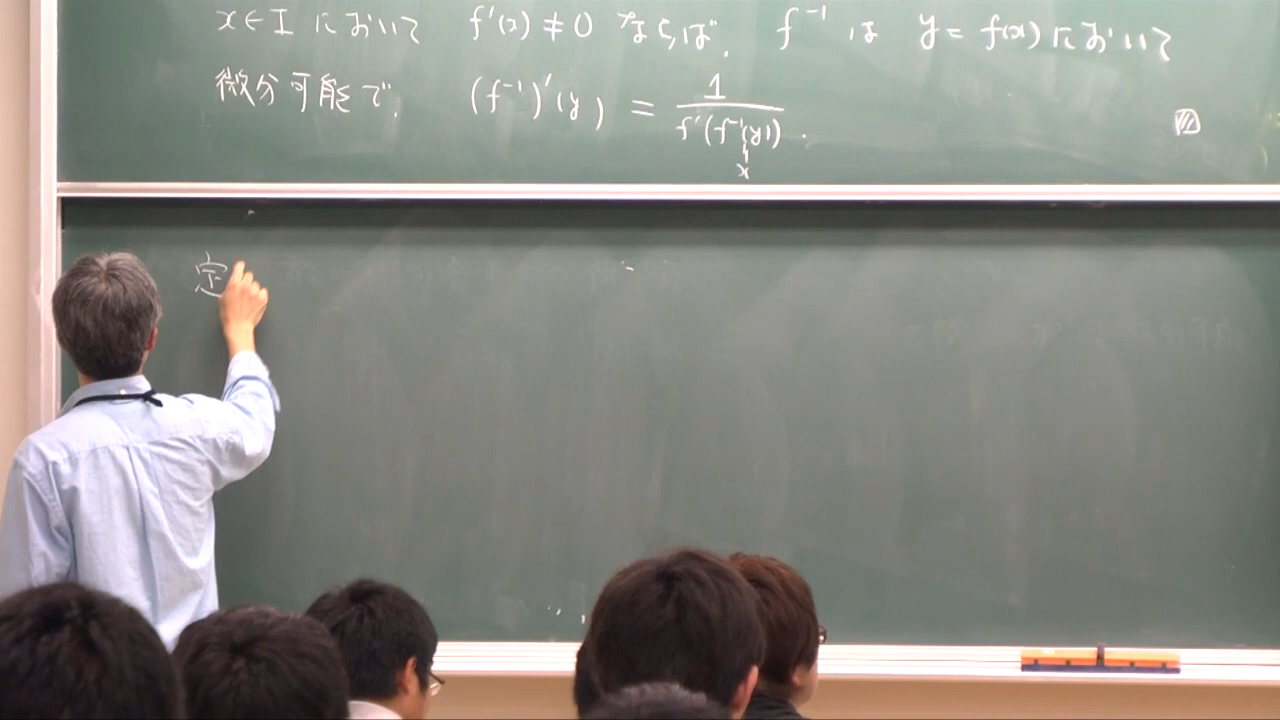 x∈I において f'(x)≠0 ならば, f⁻¹ は y=f(x)において
微分可能で, (f⁻¹)'(y) = 1/f'(f⁻¹(y)).
x
定